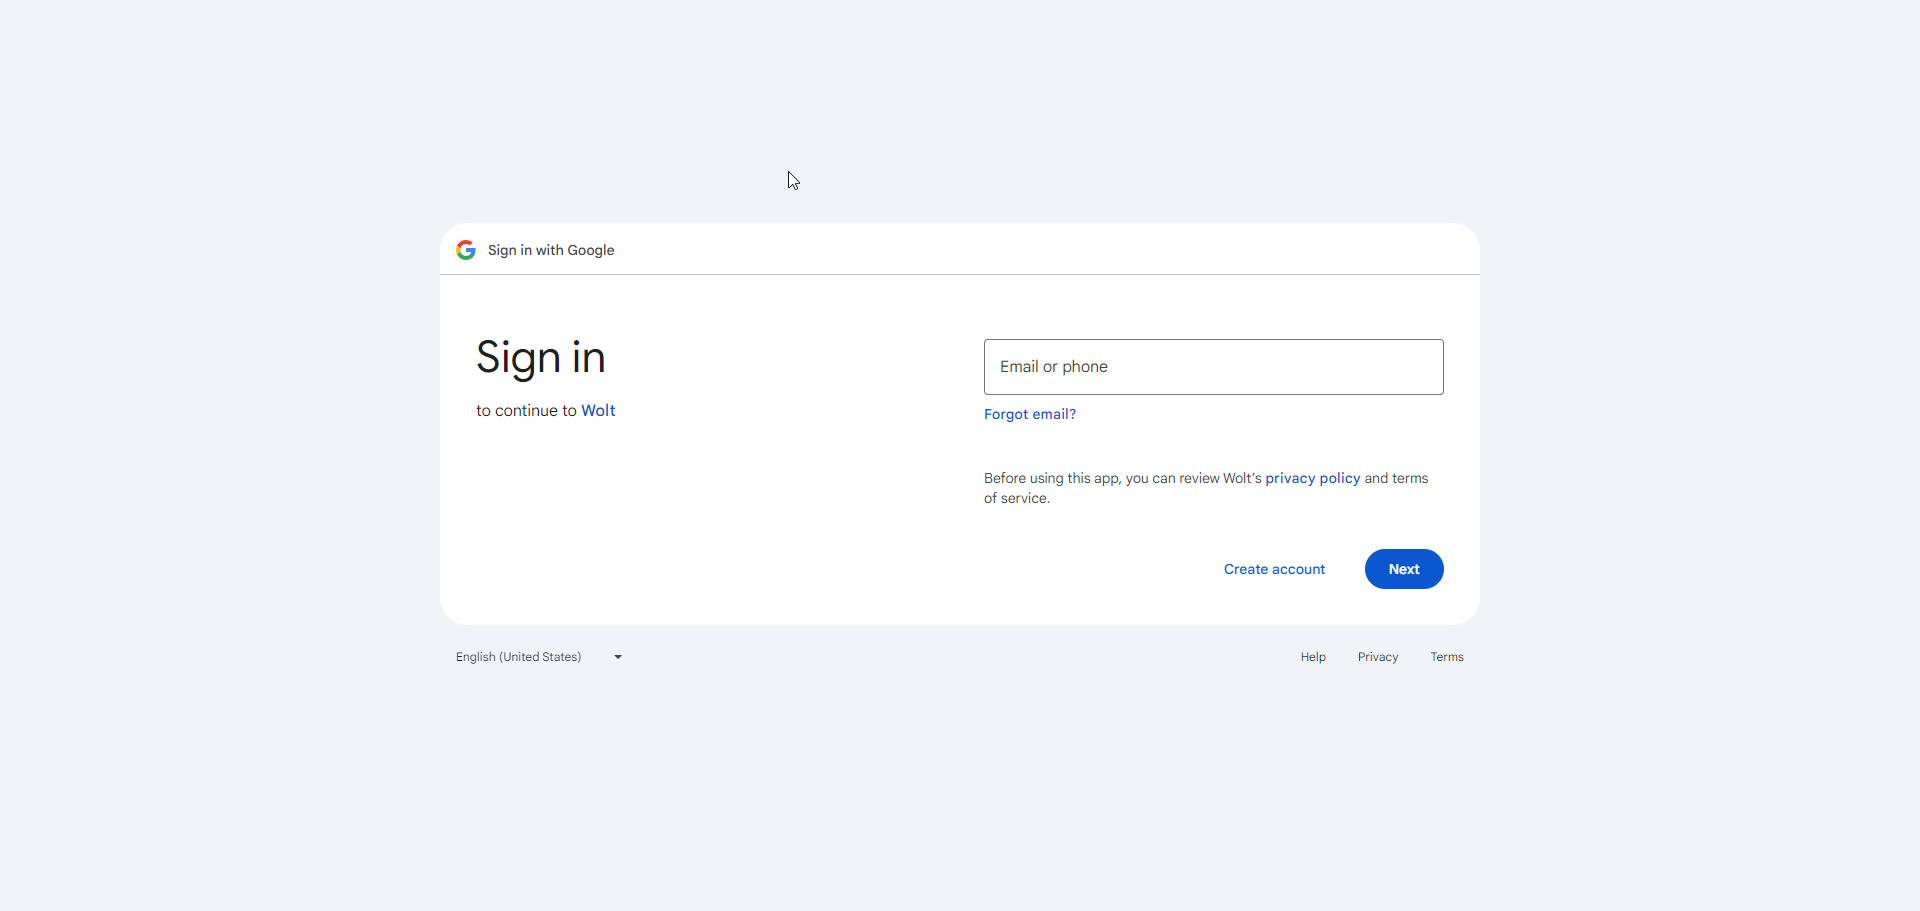 Sign in with Google
Sign in
to continue to Wolt
Email or phone
Forgot email?
Before using this app, you can review Wolt’s privacy policy and terms
of service.
Create account
Next
English (United States)
Help
Privacy
Terms